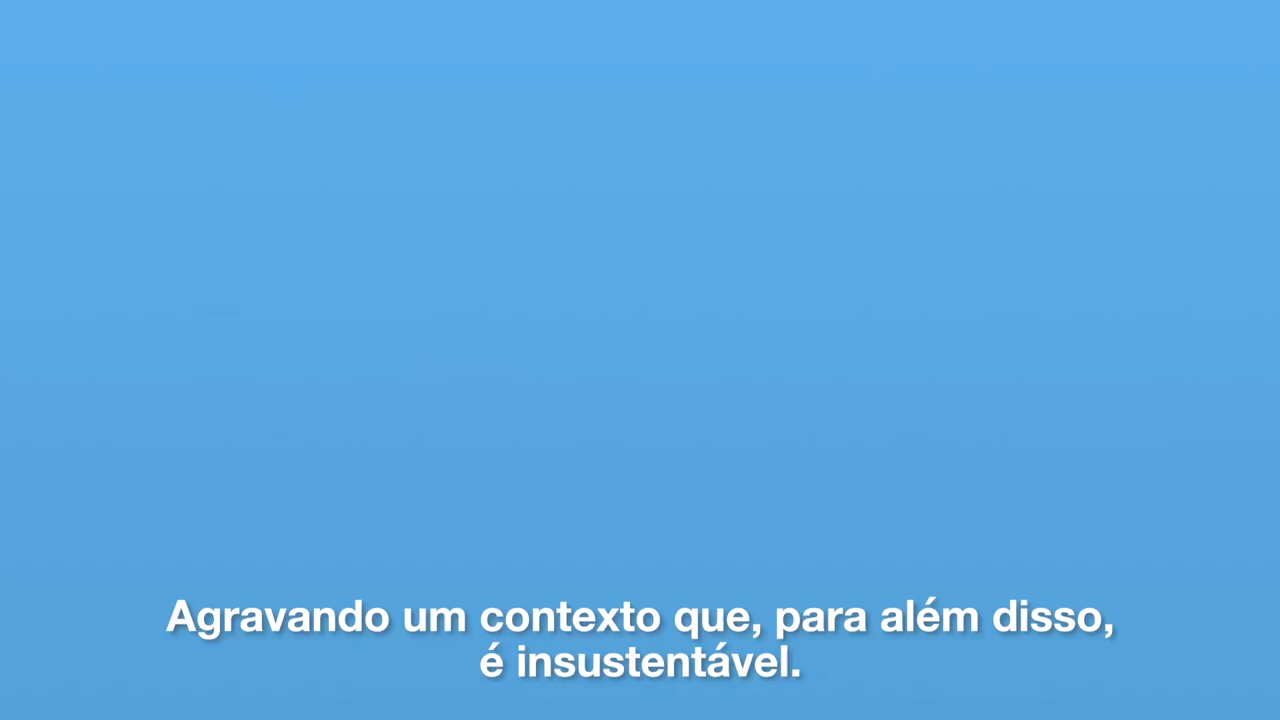 Agravando um contexto que, para além disso,
é insustentável.